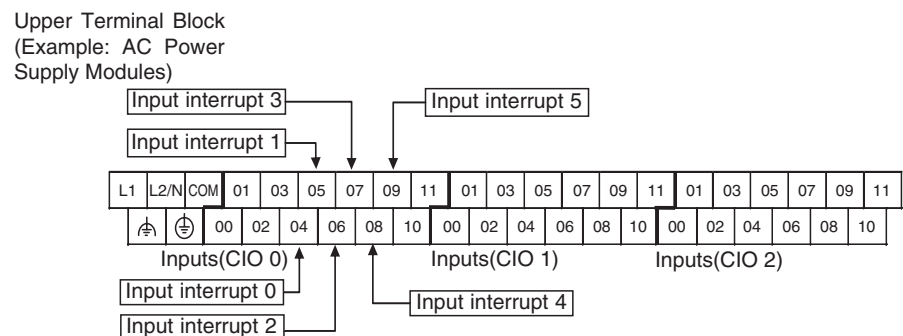 Upper Terminal Block
(Example: AC Power
Supply Modules)
Input interrupt 3
Input interrupt 5
Input interrupt 1
L1 L2/N COM 01 03 05 07 09 11 01 03 05 07 09 11 01 03 05 07 09 11
00 02 04 06 08 10 00 02 04 06 08 10 00 02 04 06 08 10
Inputs(CIO 0) Inputs(CIO 1) Inputs(CIO 2)
Input interrupt 0
Input interrupt 4
Input interrupt 2